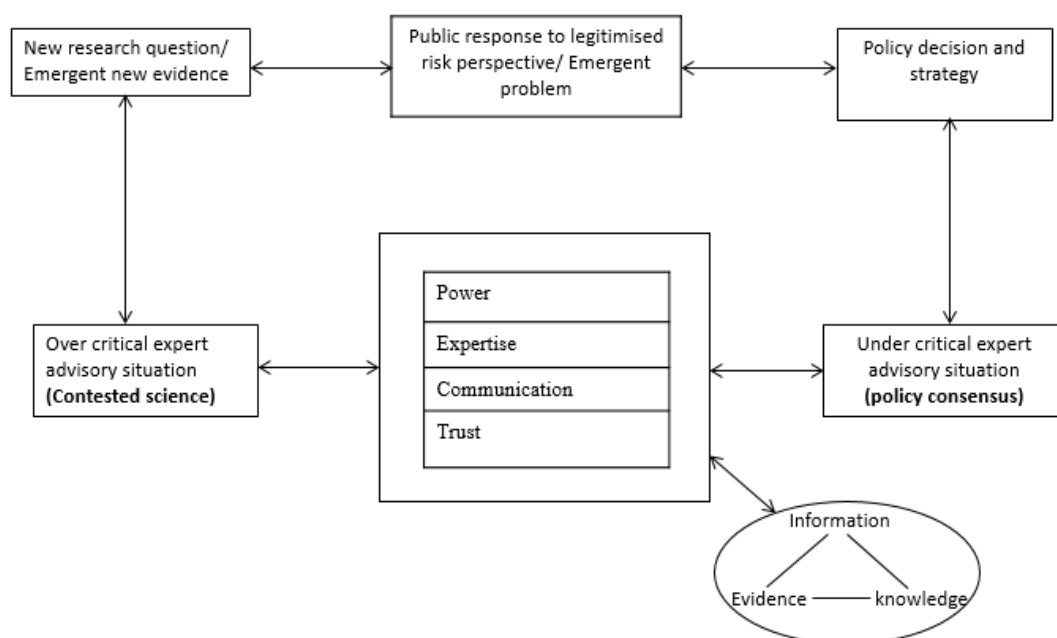 New research question/
Emergent new evidence
Public response to legitimised
risk perspective/ Emergent
problem
Policy decision and
strategy
Power
Expertise
Communication
Trust
Over critical expert
advisory situation
(Contested science)
Under critical expert
advisory situation
(policy consensus)
Information
Evidence
knowledge